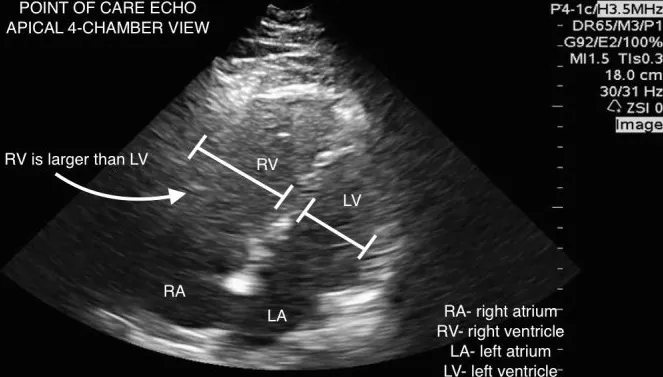 POINT OF CARE ECHO
APICAL 4-CHAMBER VIEW
P4-1c/H3.5MHz
DR65/M3/P1
G92/E2/100%
MI1.5 TIs0.3
18.0 cm
30/31 Hz
ZSI 0
Image
RV is larger than LV
RV
LV
RA
LA
RA- right atrium
RV- right ventricle
LA- left atrium
LV- left ventricle